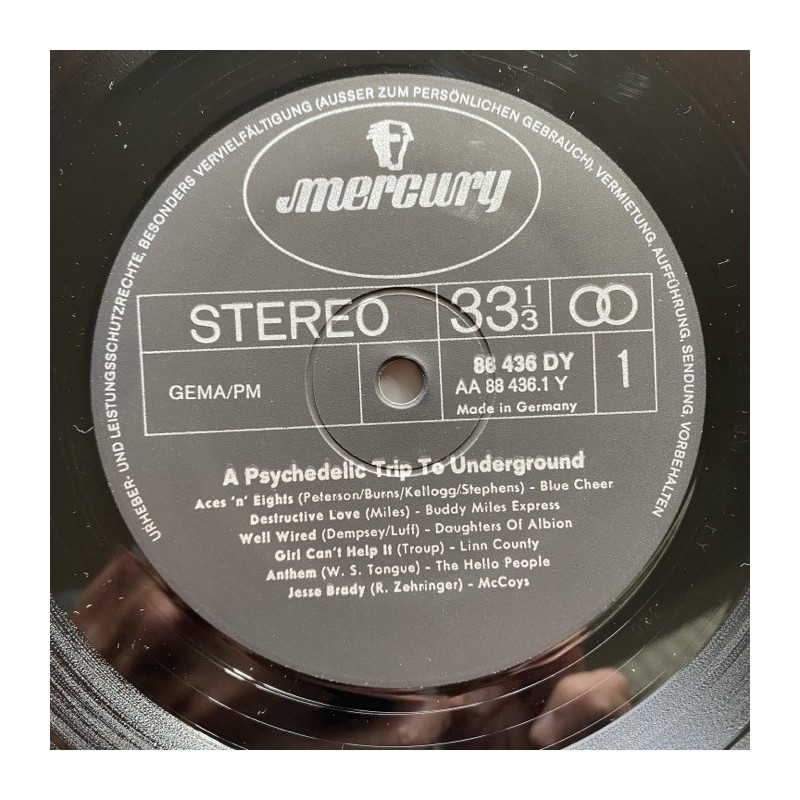 URHEBER- UND LEISTUNGSSCHUTZRECHTE, BESONDERS VERVIELFÄLTIGUNG (AUSSER ZUM PERSÖNLICHEN GEBRAUCH), VERMIETUNG, AUFFÜHRUNG, SENDUNG, VORBEHALTEN
mercury
STEREO
33 1/3
GEMA/PM
88 436 DY
AA 88 436.1 Y
Made in Germany
1
A Psychedelic Trip To Underground
Aces 'n' Eights (Peterson/Burns/Kellogg/Stephens) - Blue Cheer
Destructive Love (Miles) - Buddy Miles Express
Well Wired (Dempsey/Luff) - Daughters Of Albion
Girl Can't Help It (Troup) - Linn County
Anthem (W. S. Tongue) - The Hello People
Jesse Brady (R. Zehringer) - McCoys